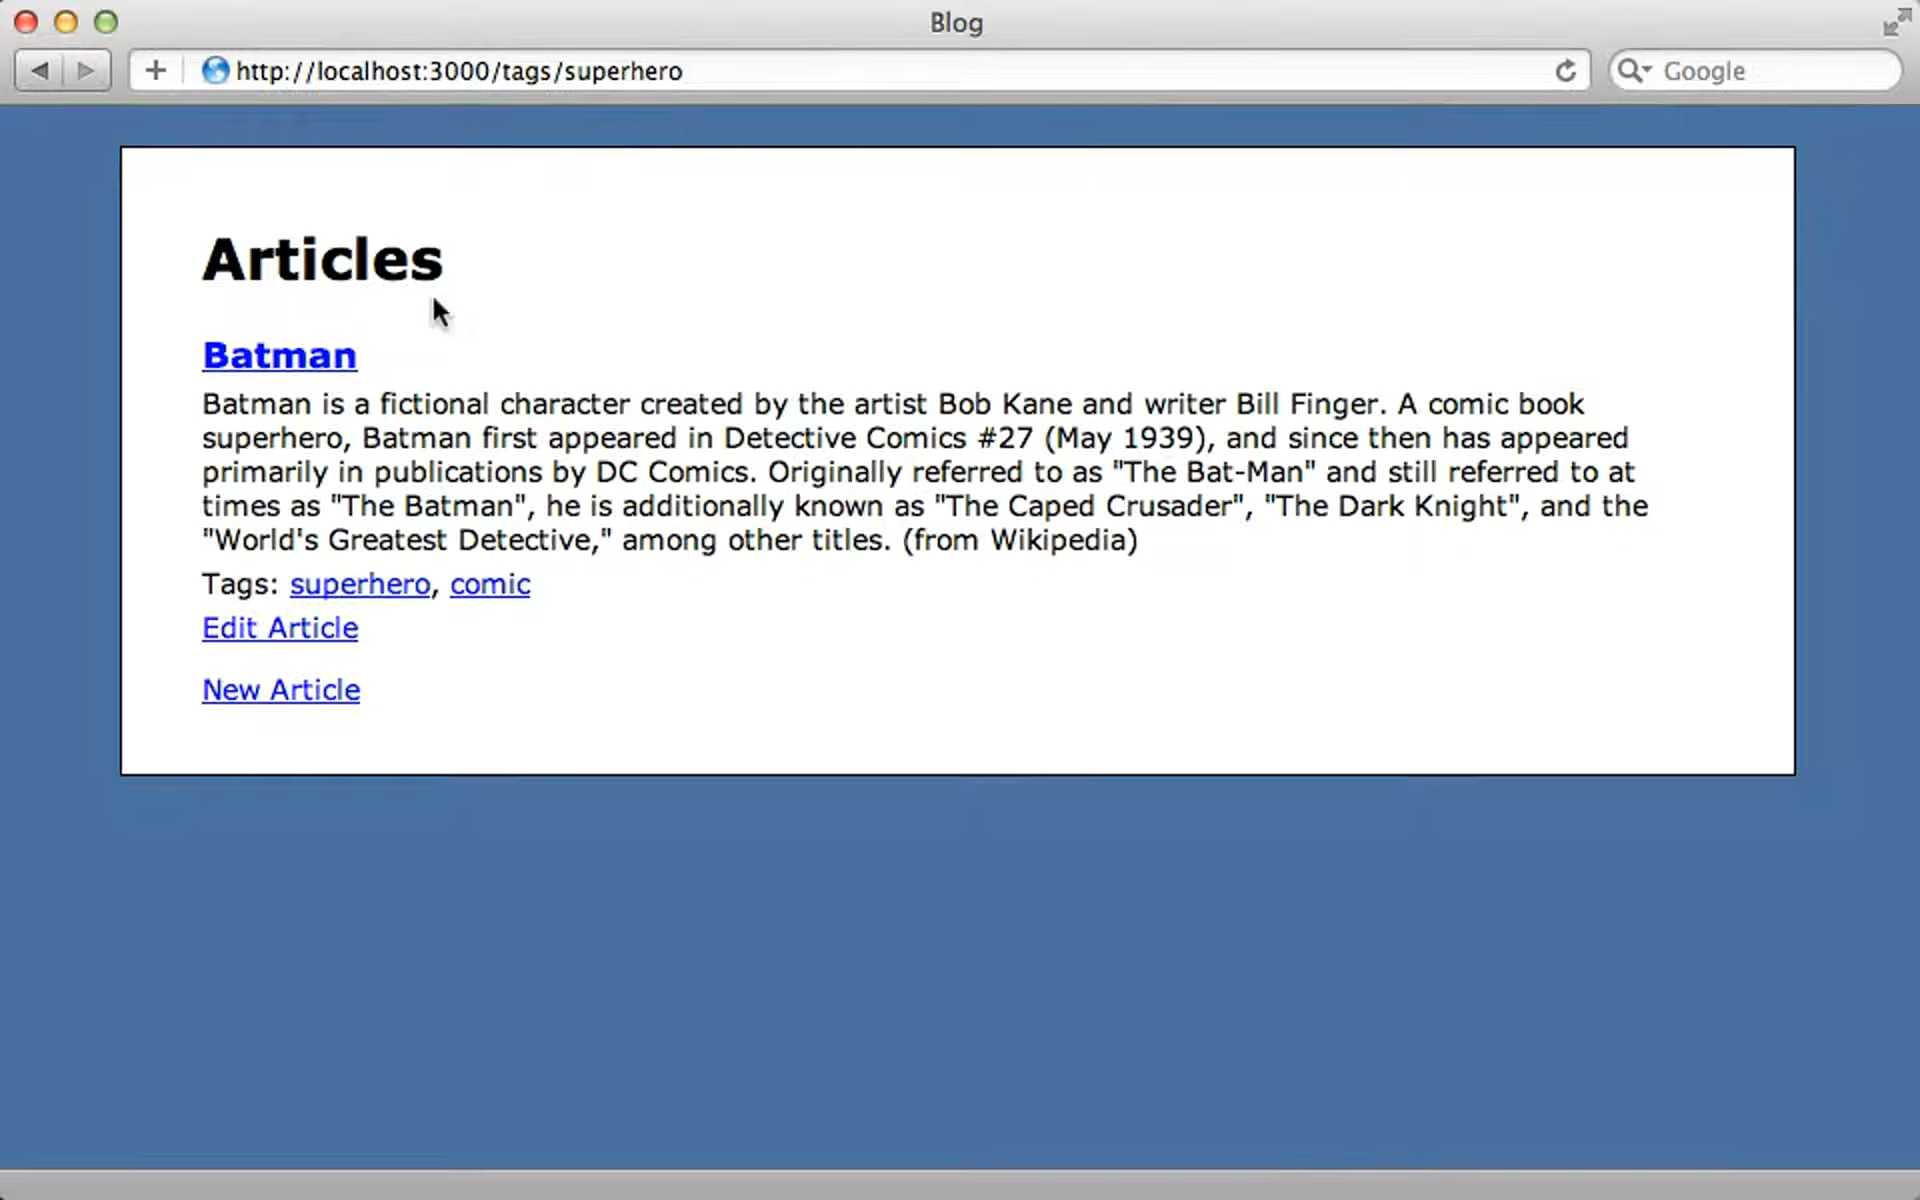 Blog
http://localhost:3000/tags/superhero
Google
Articles
Batman
Batman is a fictional character created by the artist Bob Kane and writer Bill Finger. A comic book
superhero, Batman first appeared in Detective Comics #27 (May 1939), and since then has appeared
primarily in publications by DC Comics. Originally referred to as "The Bat-Man" and still referred to at
times as "The Batman", he is additionally known as "The Caped Crusader", "The Dark Knight", and the
"World's Greatest Detective," among other titles. (from Wikipedia)
Tags: superhero, comic
Edit Article
New Article